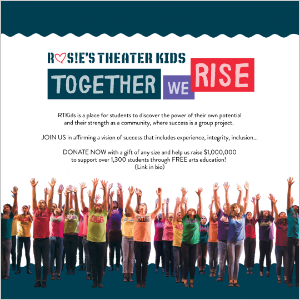 ROSIE'S THEATER KIDS
TOGETHER WE RISE
RTKids is a place for students to discover the power of their own potential
and their strength as a community, where success is a group project.
JOIN US in affirming a vision of success that includes experience, integrity, inclusion...
DONATE NOW with a gift of any size and help us raise $1,000,000
to support over 1,300 students through FREE arts education!
(Link in bio)